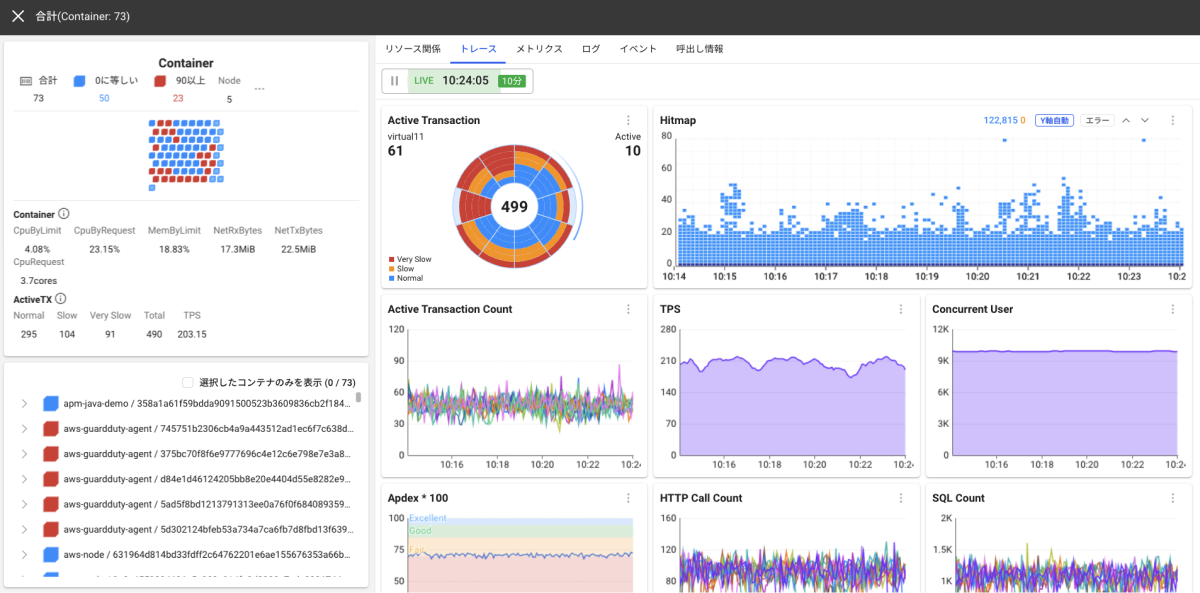 合計(Container: 73)
Container
合計 0に等しい 90以上 Node ...
73 50 23 5
Container
CpuByLimit CpuByRequest MemByLimit NetRxBytes NetTxBytes
4.08% 23.15% 18.83% 17.3MiB 22.5MiB
CpuRequest
3.7cores
ActiveTX
Normal Slow Very Slow Total TPS
295 104 91 490 203.15
選択したコンテナのみを表示 (0 / 73)
apm-java-demo / 358a1a61f59bdda9091500523b3609836cb2f184...
aws-guardduty-agent / 745751b2306cb4a9a443512ad1ec6f7c638d...
aws-guardduty-agent / 375bc70f8f6e9777696c4e12c6e798e7e3a8...
aws-guardduty-agent / d84e1d46124205bb8e20e4404d55e8282e9...
aws-guardduty-agent / 5ad5f8bd1213791313ee0a76f0f684089359...
aws-guardduty-agent / 5d302124bfeb53a734a7ca6fb7d8fbd13f639...
aws-node / 631964d814bd33fdff2c64762201e6ae155676353a66b...
リソース関係 トレース メトリクス ログ イベント 呼出し情報
LIVE 10:24:05 10分
Active Transaction
virtual11 Active
61 10
499
Very Slow
Slow
Normal
Hitmap 122,815 0 Y軸自動 エラー
80
60
40
20
0
10:14 10:15 10:16 10:17 10:18 10:19 10:20 10:21 10:22 10:23 10:2
Active Transaction Count
120
90
60
30
0
10:16 10:18 10:20 10:22 10:24
TPS
280
210
140
70
0
10:16 10:18 10:20 10:22 10:24
Concurrent User
12K
9K
6K
3K
0
10:16 10:18 10:20 10:22 10:24
Apdex * 100
100 Excellent
Good
75 Fair
50
HTTP Call Count
160
120
80
SQL Count
2K
1.5K
1K